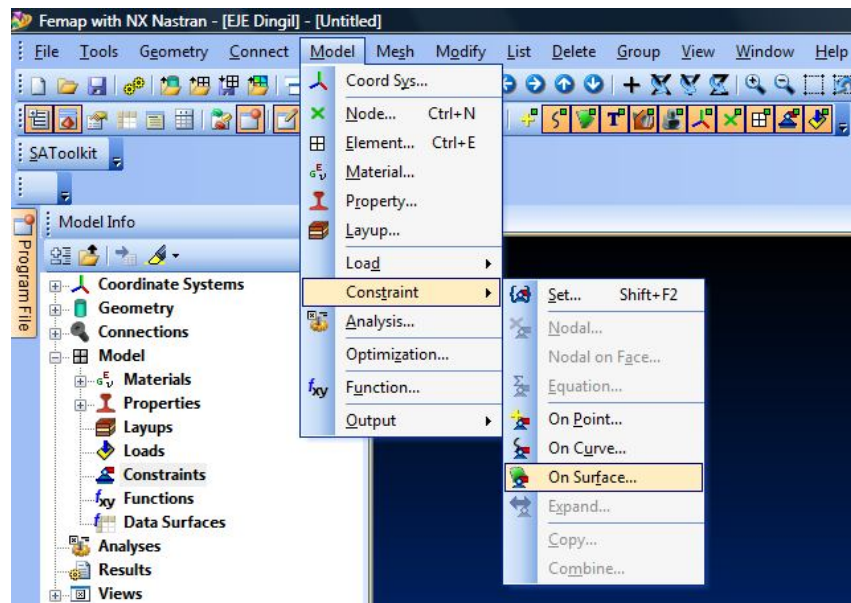 Femap with NX Nastran - [EJE Dingil] - [Untitled]
File Tools Geometry Connect Model Mesh Modify List Delete Group View Window Help
SAToolkit
Program File
Model Info
Coordinate Systems
Geometry
Connections
Model
Materials
Properties
Layups
Loads
Constraints
fxy Functions
Data Surfaces
Analyses
Results
Views
Coord Sys...
Node... Ctrl+N
Element... Ctrl+E
Material...
Property...
Layup...
Load
Constraint
Analysis...
Optimization...
fxy Function...
Output
Set... Shift+F2
Nodal...
Nodal on Face...
Equation...
On Point...
On Curve...
On Surface...
Expand...
Copy...
Combine...